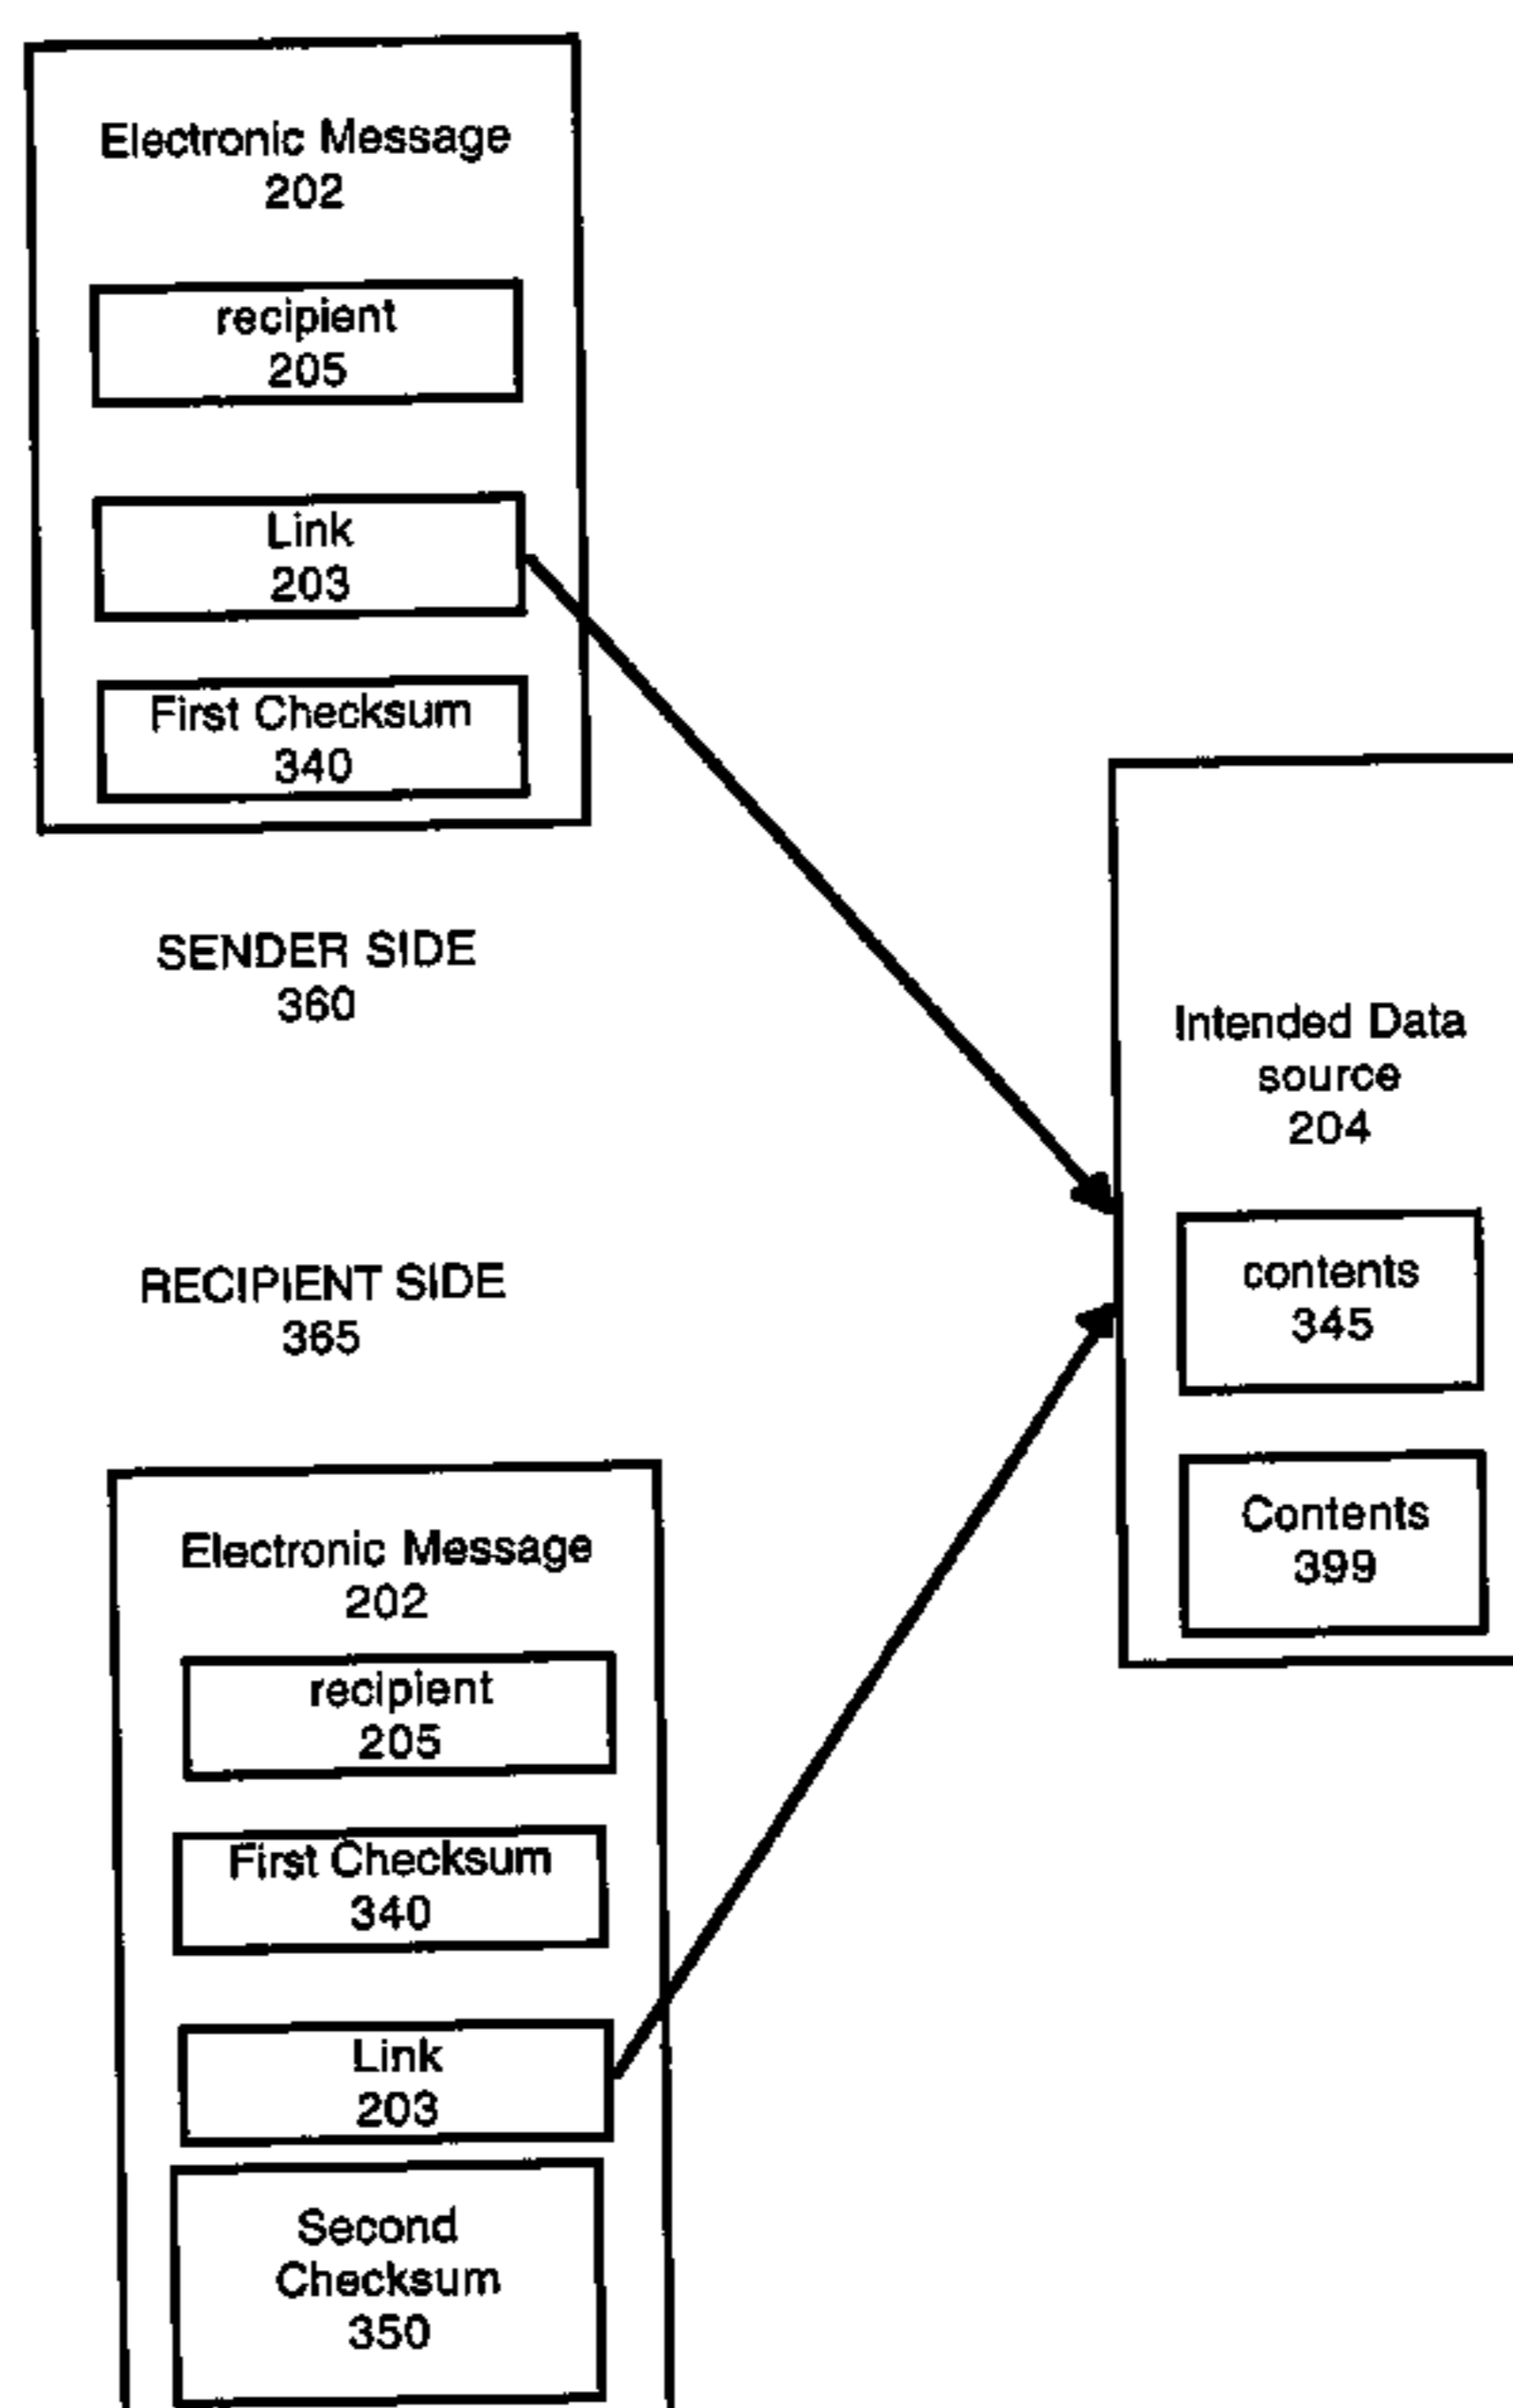 Electronic Message
202
recipient
205
Link
203
First Checksum
340
SENDER SIDE
360
Intended Data
source
204
contents
345
Contents
399
RECIPIENT SIDE
365
Electronic Message
202
recipient
205
First Checksum
340
Link
203
Second
Checksum
350